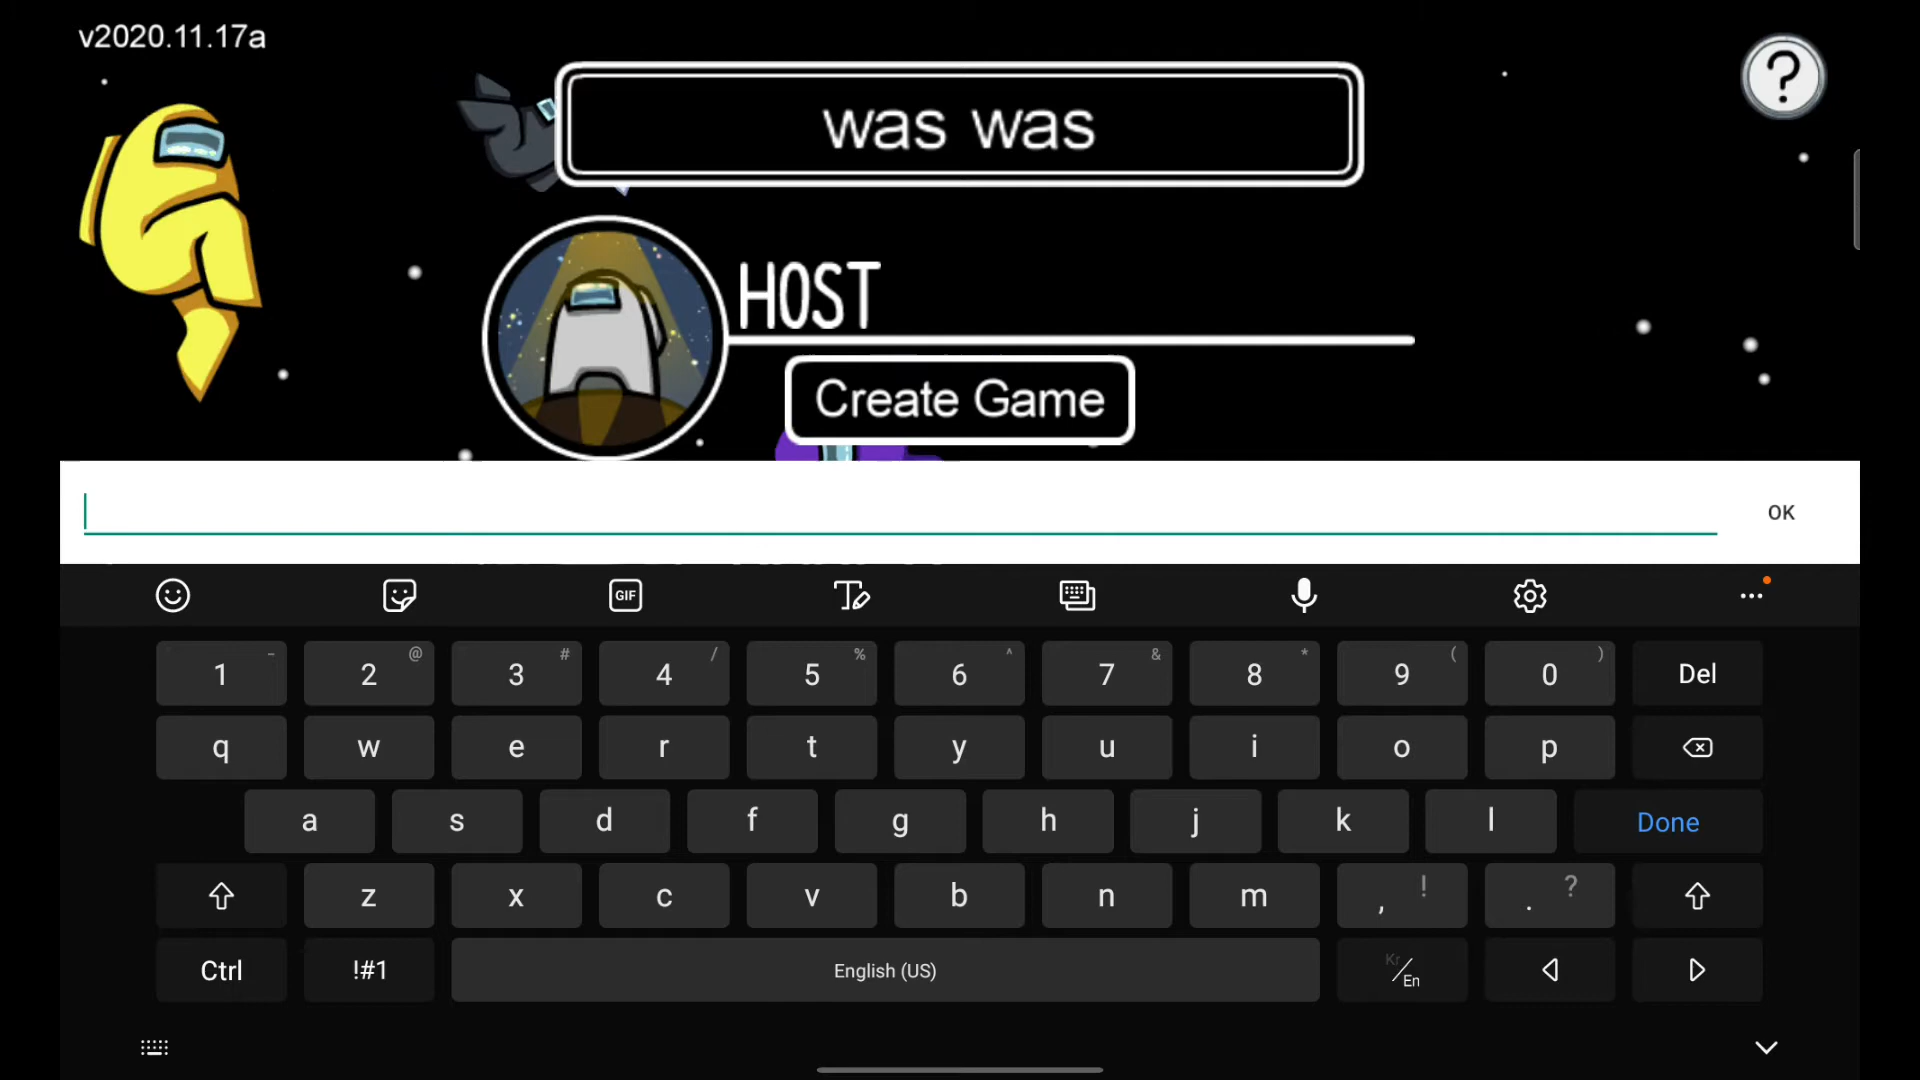 v2020.11.17a
?
was was
HOST
Create Game
OK
GIF
1 - 2 @ 3 # 4 / 5 % 6 ^ 7 & 8 * 9 ( 0 ) Del
q w e r t y u i o p
a s d f g h j k l Done
z x c v b n m , ! . ?
Ctrl !#1 English (US) Kr/En